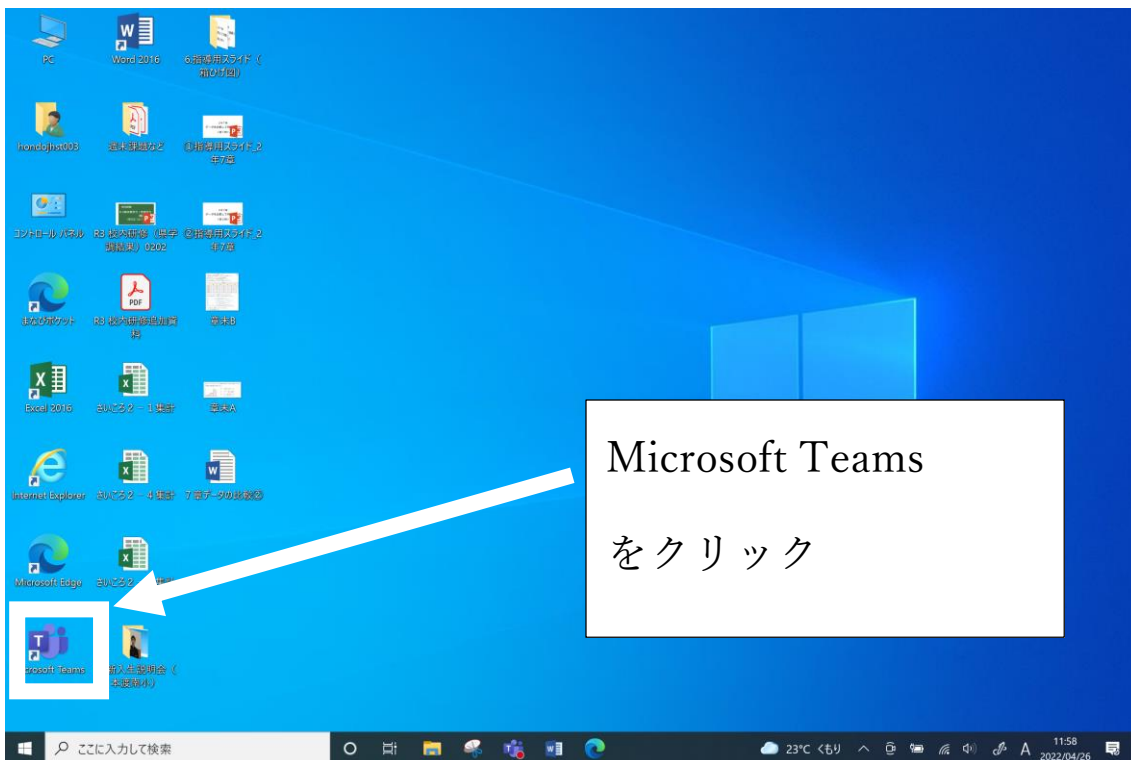 PC
Word 2016
6.指導用スライド（
箱ひげ図）
hondojhst003
週末課題など
①指導用スライド_2
年7章
コントロール パネル
R3 校内研修（県学
調結果）0202
②指導用スライド_2
年7章
まなびポケット
PDF
R3 校内研修追加資
料
章末B
Excel 2016
さいころ２－１集計
章末A
Internet Explorer
さいころ２－４集計
７章データの比較②
Microsoft Edge
さいころ２
crosoft Teams
新入生説明会（
本渡南小）
Microsoft Teams
をクリック
ここに入力して検索
23°C くもり
A
11:58
2022/04/26